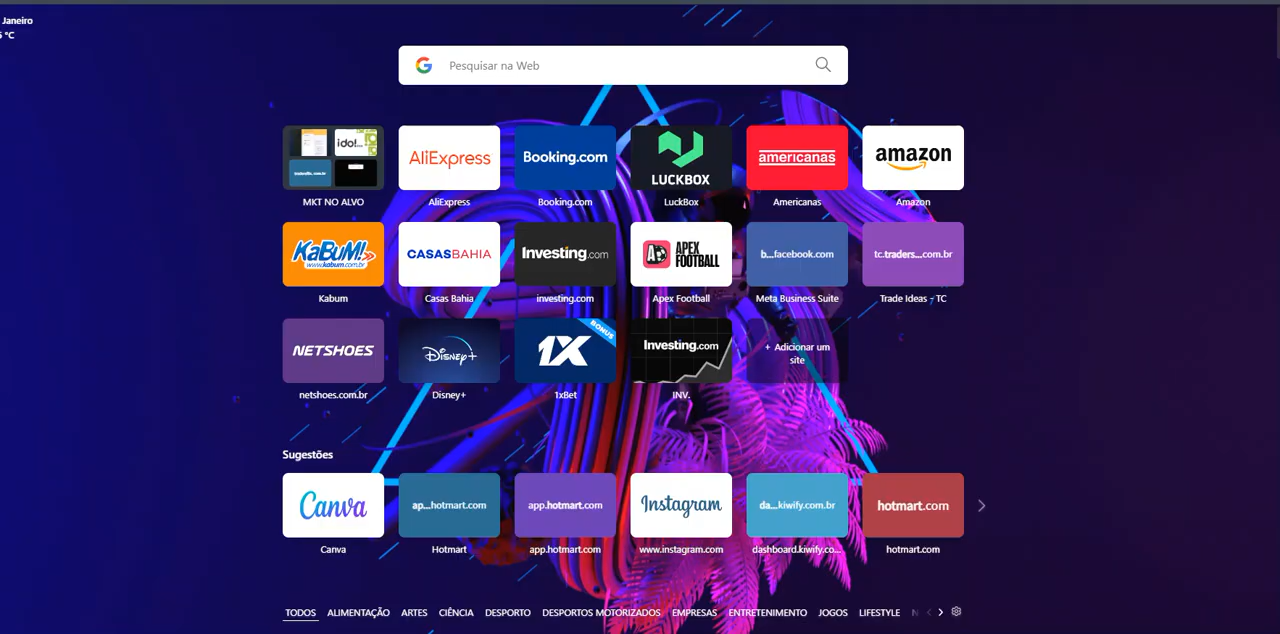 Janeiro
°C
Pesquisar na Web
ido!...
MKT NO ALVO
AliExpress
AliExpress
Booking.com
Booking.com
LUCKBOX
LuckBox
americanas
Americanas
amazon
Amazon
KaBuM!
www.kabum.com.br
Kabum
CASASBAHIA
Casas Bahia
Investing.com
investing.com
APEX
FOOTBALL
Apex Football
b...facebook.com
Meta Business Suite
tc.traders...com.br
Trade Ideas - TC
NETSHOES
netshoes.com.br
Disney+
Disney+
1X
BONUS
1xBet
Investing.com
INV.
+ Adicionar um
site
Sugestões
Canva
Canva
ap...hotmart.com
Hotmart
app.hotmart.com
app.hotmart.com
Instagram
www.instagram.com
da...kiwify.com.br
dashboard.kiwify.co...
hotmart.com
hotmart.com
TODOS ALIMENTAÇÃO ARTES CIÊNCIA DESPORTO DESPORTOS MOTORIZADOS EMPRESAS ENTRETENIMENTO JOGOS LIFESTYLE N